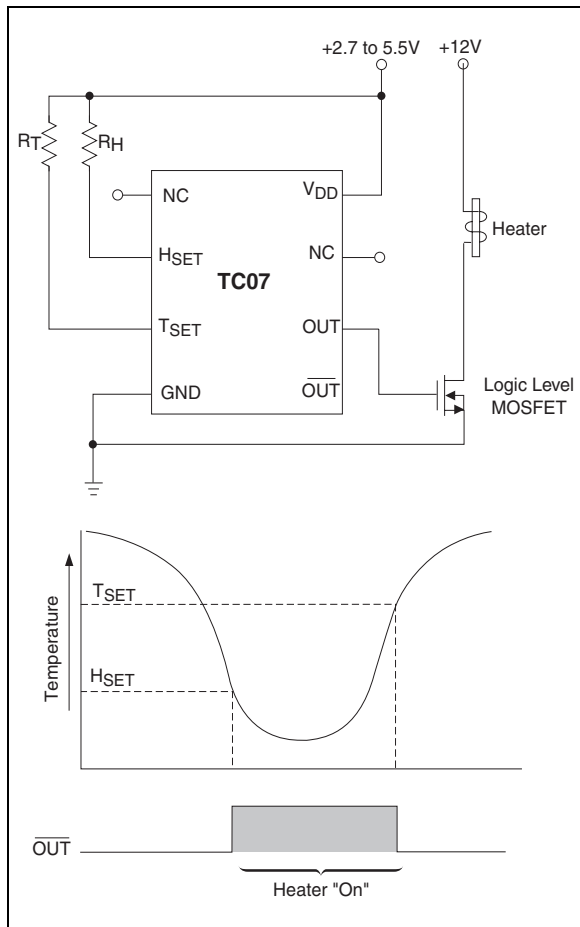 +2.7 to 5.5V
+12V
RT
RH
NC
VDD
HSET
NC
TC07
TSET
OUT
GND
OUT
Heater
Logic Level
MOSFET
Temperature
TSET
HSET
OUT
Heater "On"